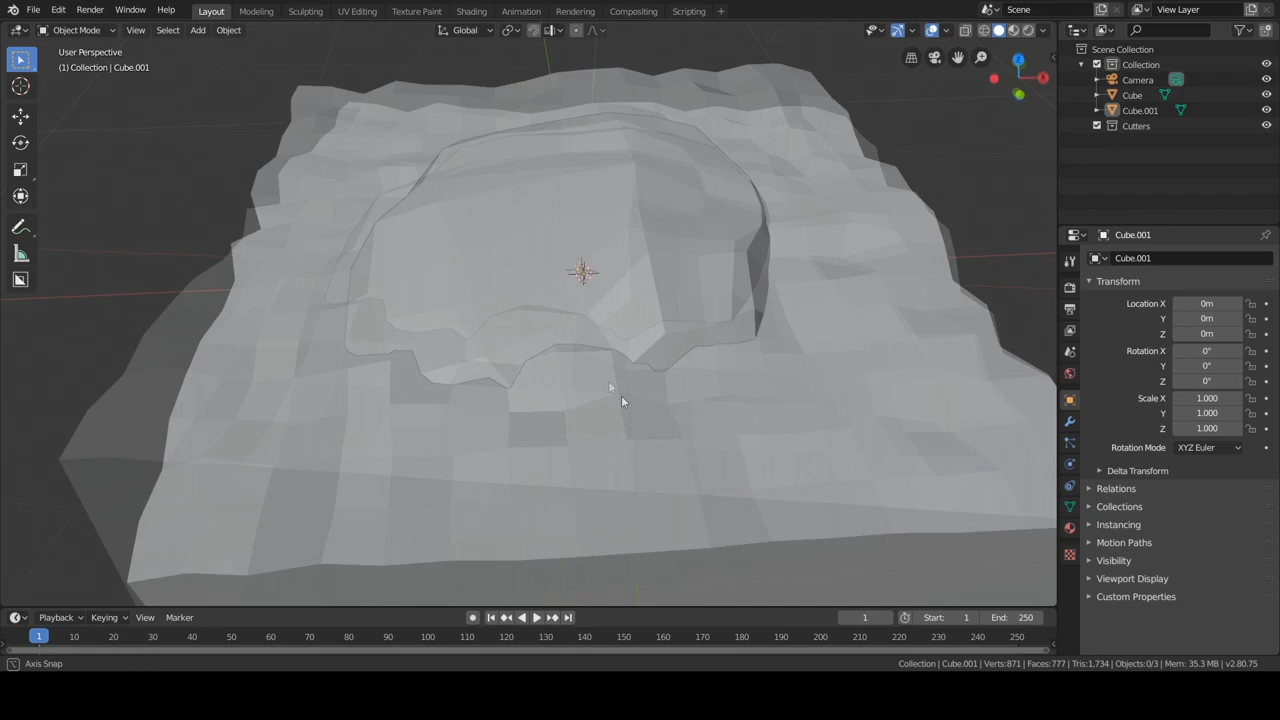 File Edit Render Window Help Layout Modeling Sculpting UV Editing Texture Paint Shading Animation Rendering Compositing Scripting + Scene View Layer
Object Mode View Select Add Object Global
User Perspective
(1) Collection | Cube.001
Scene Collection
Collection
Camera
Cube
Cube.001
Cutters
Cube.001
Cube.001
Transform
Location X 0m
Y 0m
Z 0m
Rotation X 0°
Y 0°
Z 0°
Scale X 1.000
Y 1.000
Z 1.000
Rotation Mode XYZ Euler
Delta Transform
Relations
Collections
Instancing
Motion Paths
Visibility
Viewport Display
Custom Properties
Playback Keying View Marker 1 Start: 1 End: 250
1 10 20 30 40 50 60 70 80 90 100 110 120 130 140 150 160 170 180 190 200 210 220 230 240 250
Axis Snap Collection | Cube.001 | Verts:871 | Faces:777 | Tris:1,734 | Objects:0/3 | Mem: 35.3 MB | v2.80.75